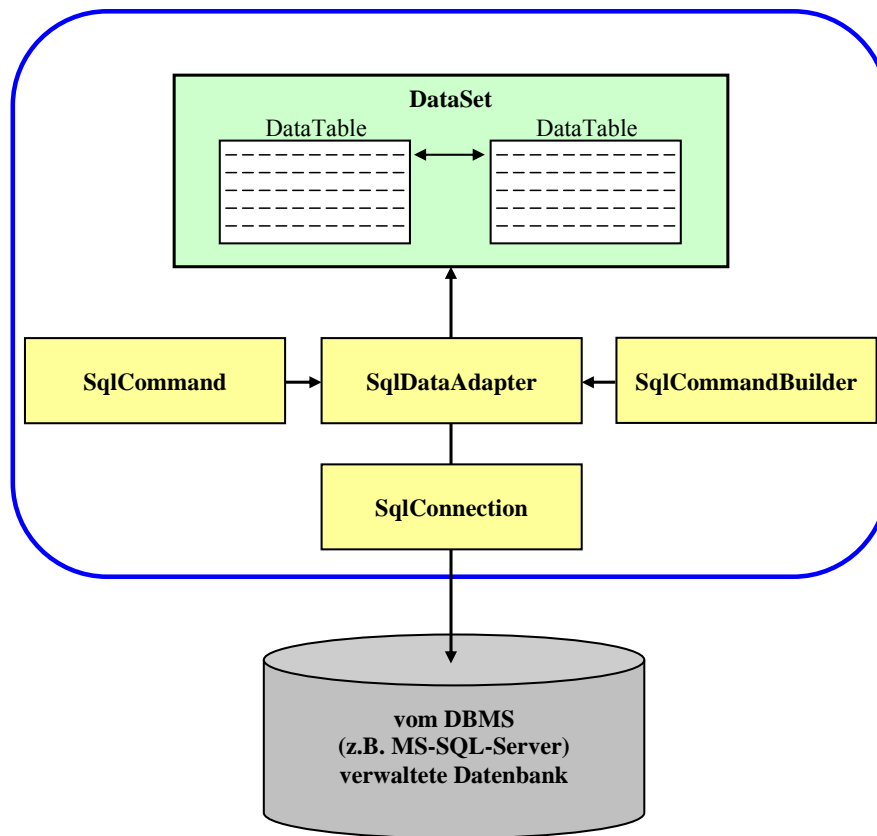 DataSet
DataTable
DataTable
SqlCommand
SqlDataAdapter
SqlCommandBuilder
SqlConnection
vom DBMS
(z.B. MS-SQL-Server)
verwaltete Datenbank